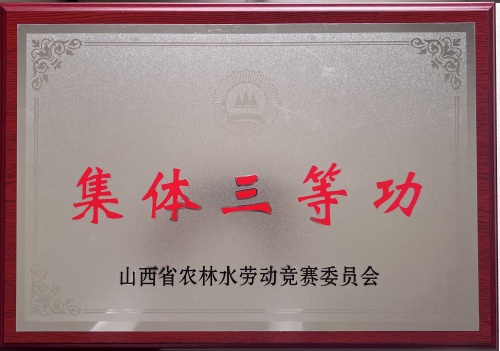 集体三等功
山西省农林水劳动竞赛委员会